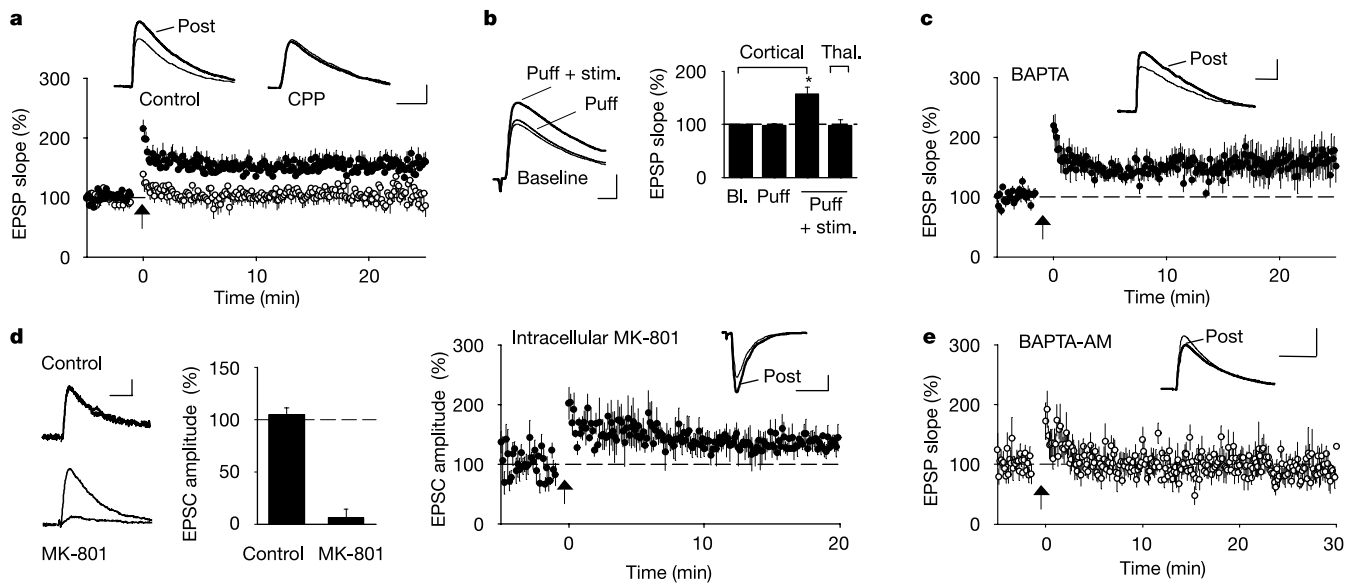 a
Post
300
Control
CPP
200
100
0
EPSP slope (%)
0
10
20
Time (min)
b
Puff + stim.
Puff
Baseline
Cortical
Thal.
200
*
100
0
EPSP slope (%)
Bl.
Puff
Puff
+ stim.
c
BAPTA
Post
300
200
100
0
EPSP slope (%)
0
10
20
Time (min)
d
Control
MK-801
150
100
50
0
EPSC amplitude (%)
Control
MK-801
Intracellular MK-801
Post
300
200
100
0
EPSC amplitude (%)
0
10
20
Time (min)
e
BAPTA-AM
Post
300
200
100
0
EPSP slope (%)
0
10
20
30
Time (min)